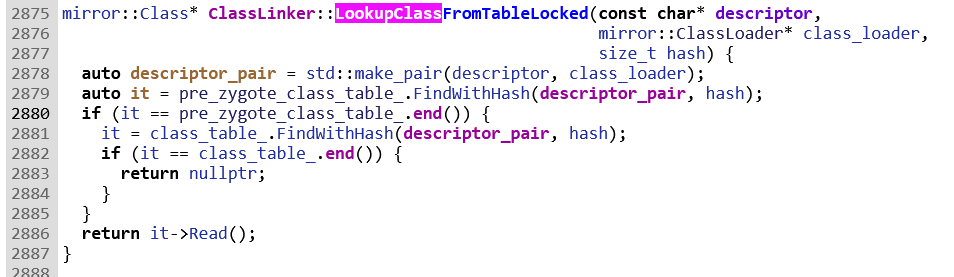 2875 mirror::Class* ClassLinker::LookupClassFromTableLocked(const char* descriptor,
2876                                                       mirror::ClassLoader* class_loader,
2877                                                       size_t hash) {
2878   auto descriptor_pair = std::make_pair(descriptor, class_loader);
2879   auto it = pre_zygote_class_table_.FindWithHash(descriptor_pair, hash);
2880   if (it == pre_zygote_class_table_.end()) {
2881     it = class_table_.FindWithHash(descriptor_pair, hash);
2882     if (it == class_table_.end()) {
2883       return nullptr;
2884     }
2885   }
2886   return it->Read();
2887 }
2888